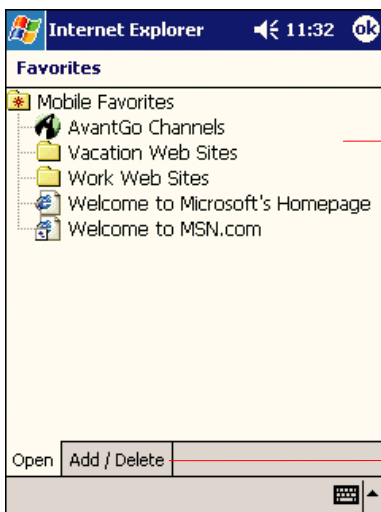 Internet Explorer 11:32 ok
Favorites
Mobile Favorites
AvantGo Channels
Vacation Web Sites
Work Web Sites
Welcome to Microsoft's Homepage
Welcome to MSN.com
Open Add / Delete